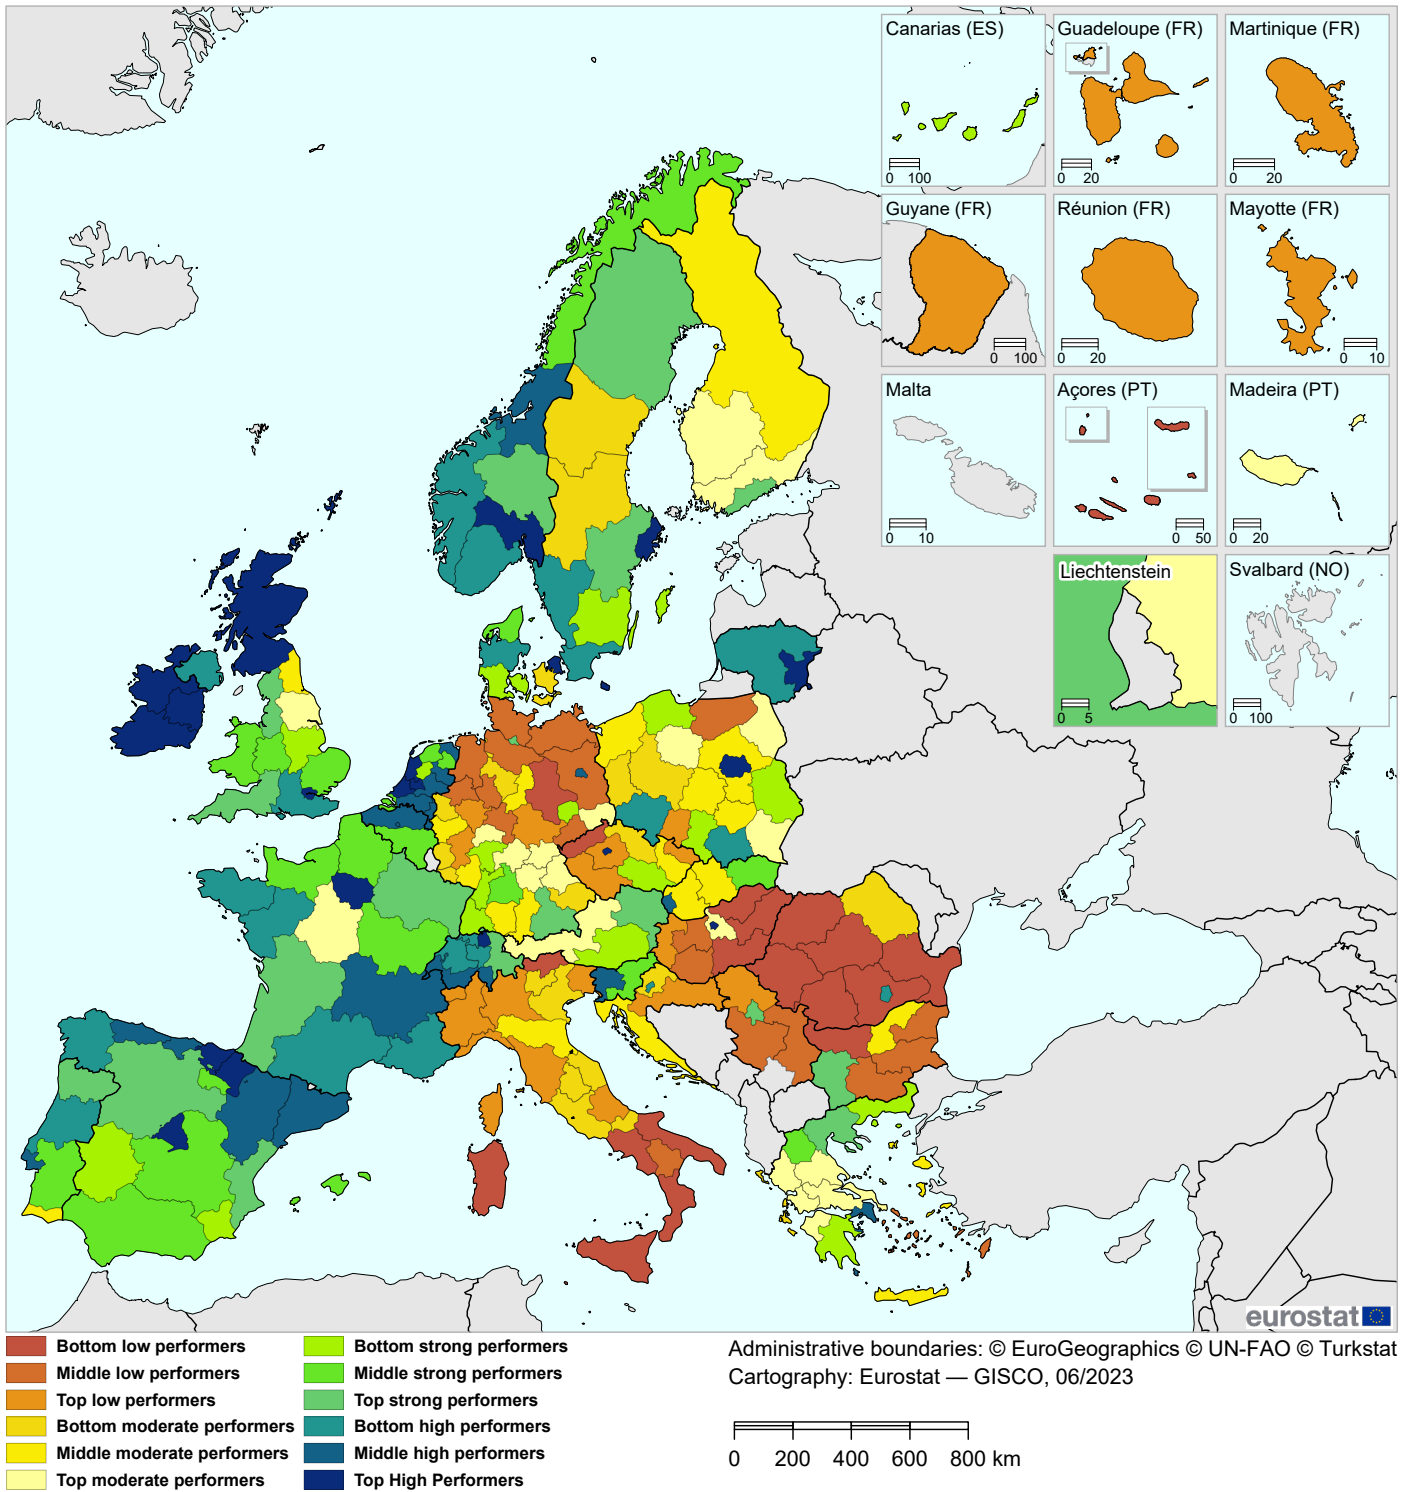 Canarias (ES)
0 100
Guadeloupe (FR)
0 20
Martinique (FR)
0 20
Guyane (FR)
0 100
Réunion (FR)
0 20
Mayotte (FR)
0 10
Malta
0 10
Açores (PT)
0 50
Madeira (PT)
0 20
Liechtenstein
0 5
Svalbard (NO)
0 100
eurostat
Bottom low performers
Middle low performers
Top low performers
Bottom moderate performers
Middle moderate performers
Top moderate performers
Bottom strong performers
Middle strong performers
Top strong performers
Bottom high performers
Middle high performers
Top High Performers
Administrative boundaries: © EuroGeographics © UN-FAO © Turkstat
Cartography: Eurostat — GISCO, 06/2023
0 200 400 600 800 km